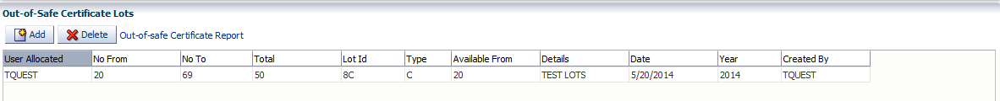 Out-of-Safe Certificate Lots
Add Delete Out-of-safe Certificate Report
User Allocated No From No To Total Lot Id Type Available From Details Date Year Created By
TQUEST 20 69 50 8C C 20 TEST LOTS 5/20/2014 2014 TQUEST